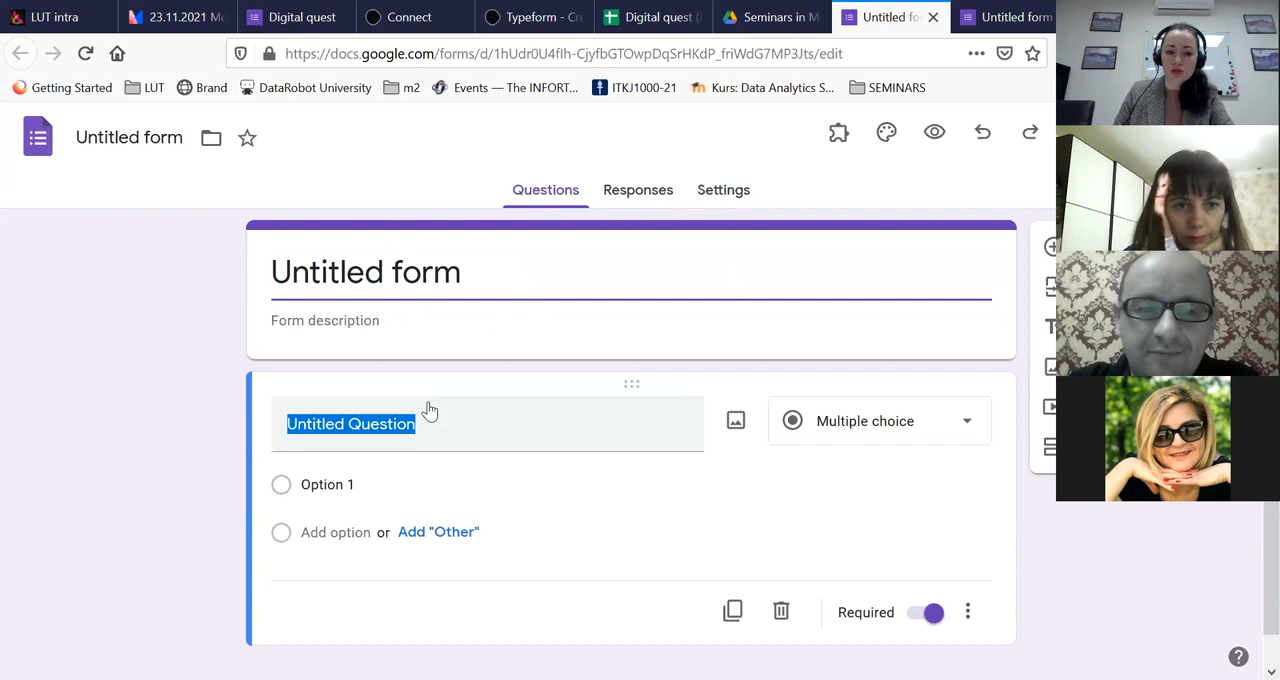 LUT intra
23.11.2021 Mo
Digital quest
Connect
Typeform - Cre
Digital quest (
Seminars in M
Untitled fo
Untitled form
https://docs.google.com/forms/d/1hUdr0U4flh-CjyfbGTOwpDqSrHKdP_friWdG7MP3Jts/edit
Getting Started
LUT
Brand
DataRobot University
m2
Events — The INFORT...
ITKJ1000-21
Kurs: Data Analytics S...
SEMINARS
Untitled form
Questions
Responses
Settings
Untitled form
Form description
Untitled Question
Multiple choice
Option 1
Add option or Add "Other"
Required